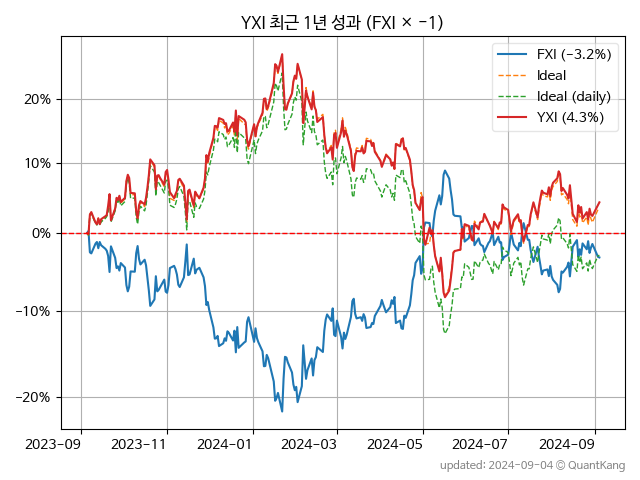 YXI 최근 1년 성과 (FXI × -1)
FXI (-3.2%)
Ideal
Ideal (daily)
YXI (4.3%)
20%
10%
0%
-10%
-20%
2023-09 2023-11 2024-01 2024-03 2024-05 2024-07 2024-09
updated: 2024-09-04 © QuantKang